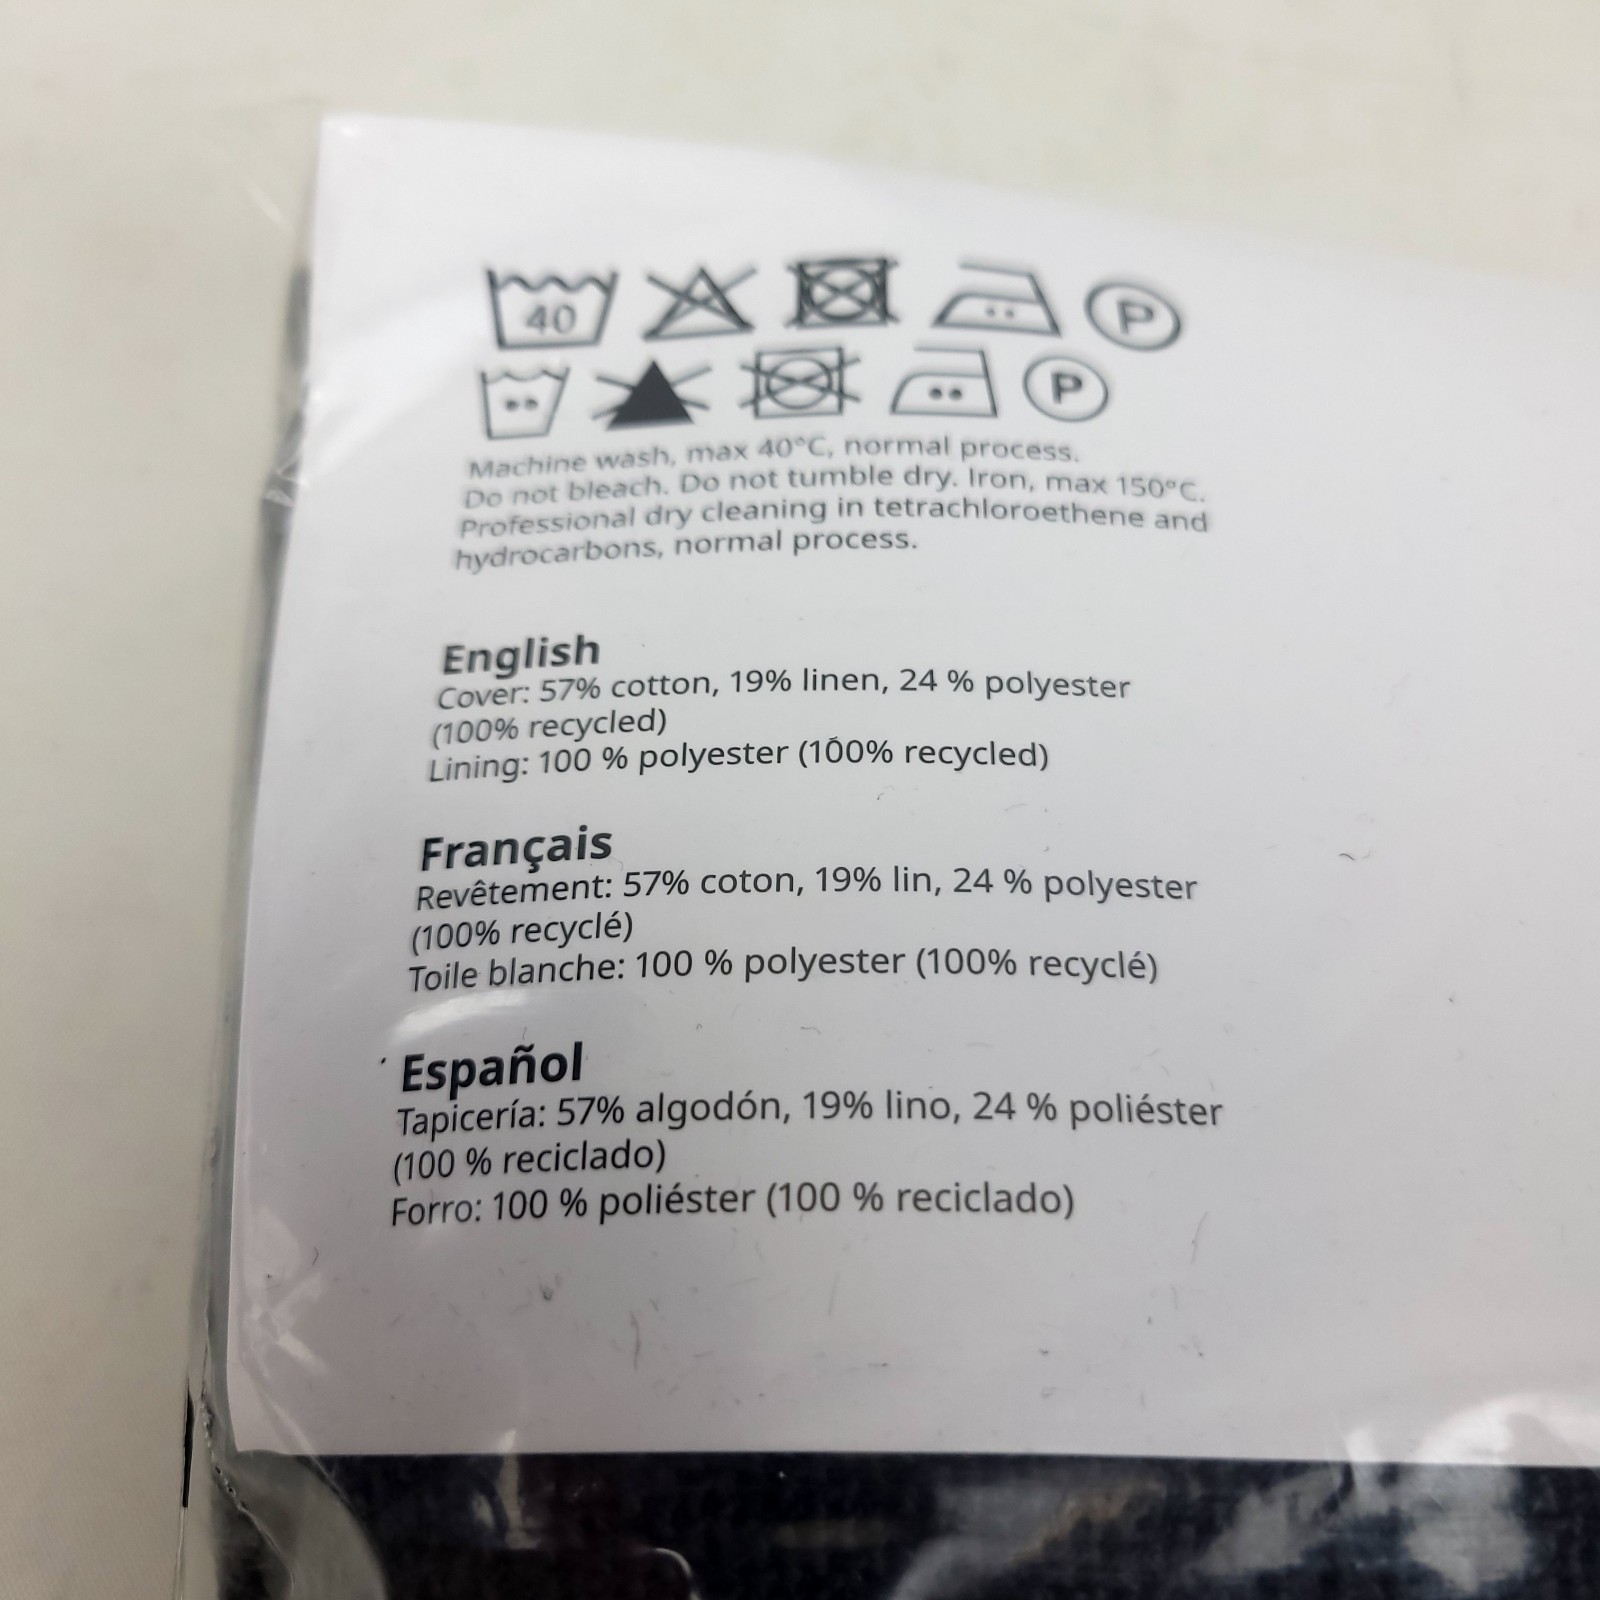 40 P
P
Machine wash, max 40°C, normal process.
Do not bleach. Do not tumble dry. Iron, max 150°C.
Professional dry cleaning in tetrachloroethene and
hydrocarbons, normal process.
English
Cover: 57% cotton, 19% linen, 24 % polyester
(100% recycled)
Lining: 100 % polyester (100% recycled)
Français
Revêtement: 57% coton, 19% lin, 24 % polyester
(100% recyclé)
Toile blanche: 100 % polyester (100% recyclé)
Español
Tapicería: 57% algodón, 19% lino, 24 % poliéster
(100 % reciclado)
Forro: 100 % poliéster (100 % reciclado)